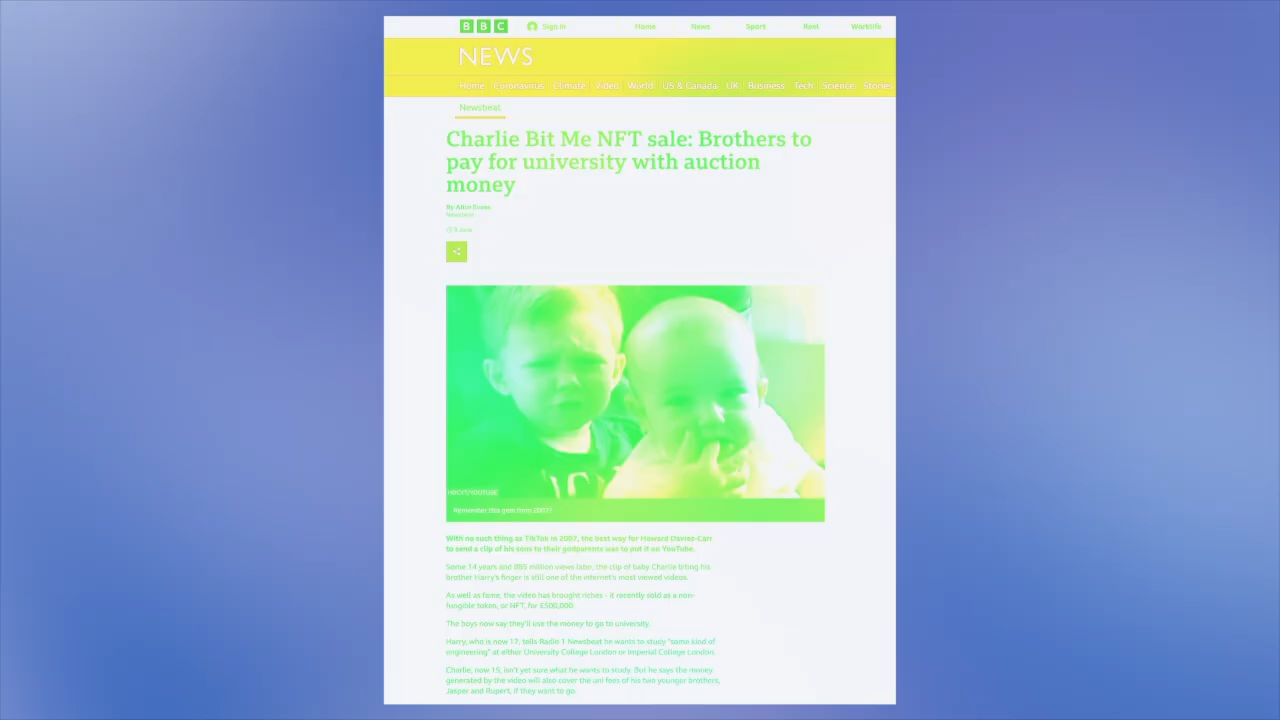 BBC Sign in Home News Sport Reel Worklife
NEWS
Home Coronavirus Climate Video World US & Canada UK Business Tech Science Stories
Newsbeat
Charlie Bit Me NFT sale: Brothers to
pay for university with auction
money
By Alice Evans
Newsbeat
3 June
HDCYT/YOUTUBE
Remember this gem from 2007?
With no such thing as TikTok in 2007, the best way for Howard Davies-Carr
to send a clip of his sons to their godparents was to put it on YouTube.
Some 14 years and 885 million views later, the clip of baby Charlie biting his
brother Harry's finger is still one of the internet's most viewed videos.
As well as fame, the video has brought riches - it recently sold as a non-
fungible token, or NFT, for £500,000.
The boys now say they'll use the money to go to university.
Harry, who is now 17, tells Radio 1 Newsbeat he wants to study "some kind of
engineering" at either University College London or Imperial College London.
Charlie, now 15, isn't yet sure what he wants to study. But he says the money
generated by the video will also cover the uni fees of his two younger brothers,
Jasper and Rupert, if they want to go.